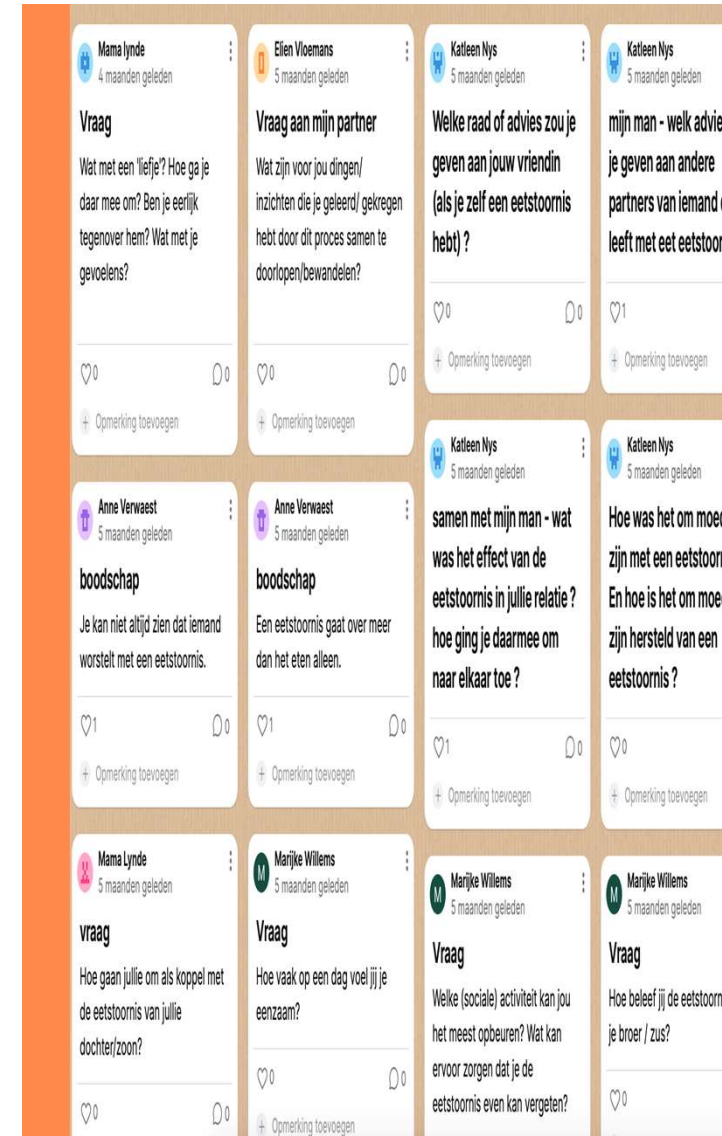 Mama lynde
4 maanden geleden
Vraag
Wat met een 'liefje'? Hoe ga je
daar mee om? Ben je eerlijk
tegenover hem? Wat met je
gevoelens?
0
0
+ Opmerking toevoegen
Elien Vloemans
5 maanden geleden
Vraag aan mijn partner
Wat zijn voor jou dingen/
inzichten die je geleerd/ gekregen
hebt door dit proces samen te
doorlopen/bewandelen?
0
0
+ Opmerking toevoegen
Katleen Nys
5 maanden geleden
Welke raad of advies zou je
geven aan jouw vriendin
(als je zelf een eetstoornis
hebt) ?
0
0
+ Opmerking toevoegen
Katleen Nys
5 maanden geleden
mijn man - welk advie
je geven aan andere
partners van iemand
leeft met eet eetstoor
1
+ Opmerking toevoegen
Anne Verwaest
5 maanden geleden
boodschap
Je kan niet altijd zien dat iemand
worstelt met een eetstoornis.
1
0
+ Opmerking toevoegen
Anne Verwaest
5 maanden geleden
boodschap
Een eetstoornis gaat over meer
dan het eten alleen.
1
0
+ Opmerking toevoegen
Katleen Nys
5 maanden geleden
samen met mijn man - wat
was het effect van de
eetstoornis in jullie relatie ?
hoe ging je daarmee om
naar elkaar toe ?
1
0
+ Opmerking toevoegen
Katleen Nys
5 maanden geleden
Hoe was het om moed
zijn met een eetstoorn
En hoe is het om moe
zijn hersteld van een
eetstoornis ?
0
+ Opmerking toevoegen
Mama Lynde
5 maanden geleden
vraag
Hoe gaan jullie om als koppel met
de eetstoornis van jullie
dochter/zoon?
0
0
M
Marijke Willems
5 maanden geleden
Vraag
Hoe vaak op een dag voel jij je
eenzaam?
0
0
+ Opmerking toevoegen
M
Marijke Willems
5 maanden geleden
Vraag
Welke (sociale) activiteit kan jou
het meest opbeuren? Wat kan
ervoor zorgen dat je de
eetstoornis even kan vergeten?
M
Marijke Willems
5 maanden geleden
Vraag
Hoe beleef jij de eetstoorn
je broer / zus?
0